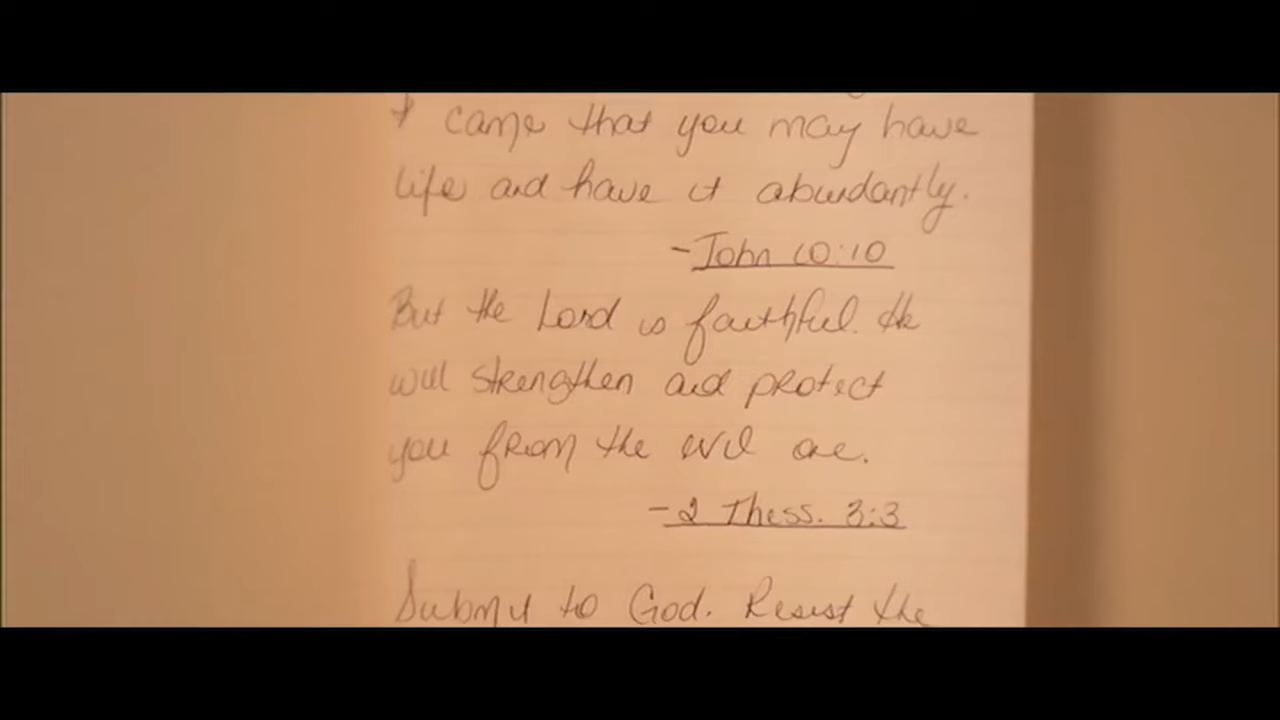 I came that you may have
life and have it abundantly.
-John 10:10
But the Lord is faithful. He
will strengthen and protect
you from the evil one.
-2 Thess. 3:3
Submit to God. Resist the